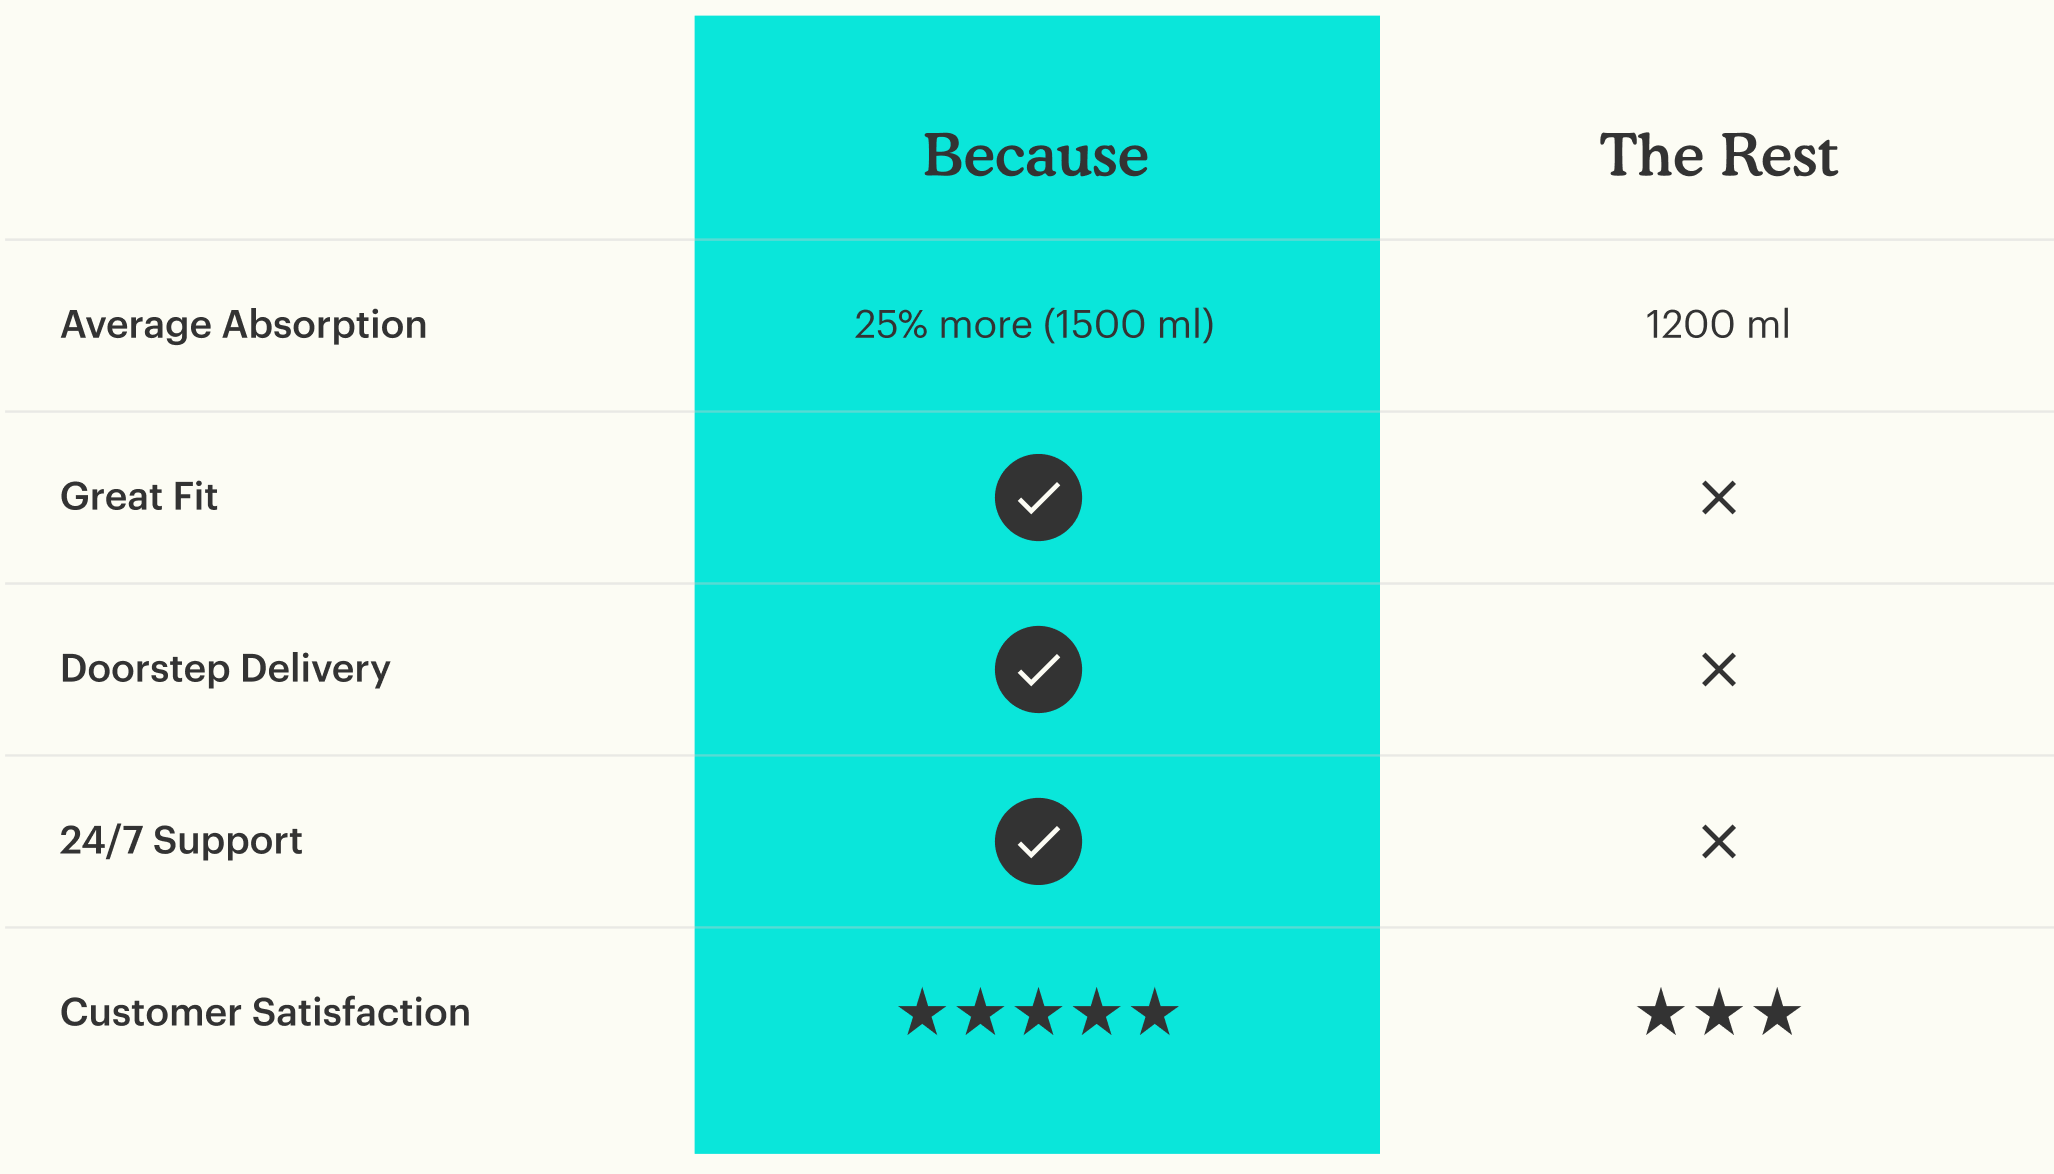 Because The Rest
Average Absorption 25% more (1500 ml) 1200 ml
Great Fit
Doorstep Delivery
24/7 Support
Customer Satisfaction